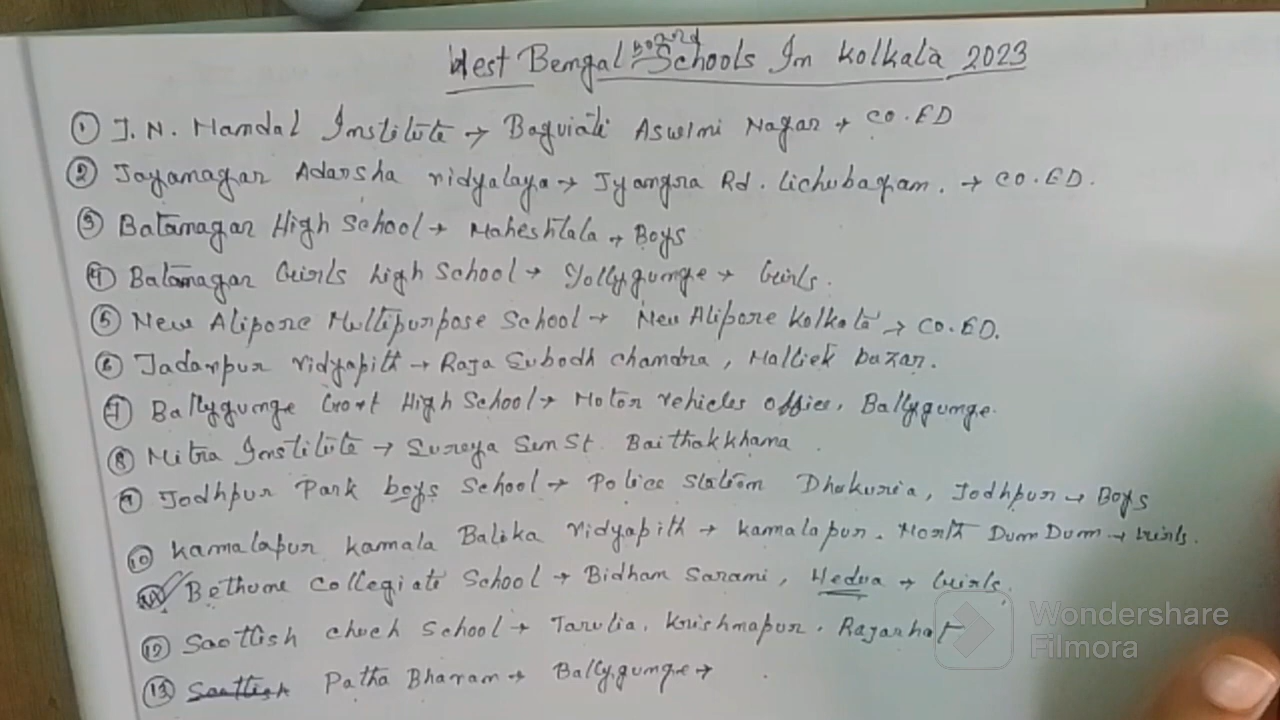 West Bengal board Schools In Kolkata 2023
① J. N. Mandal Institute → Baguiati Aswini Nagar → CO.ED
② Jayanagar Adarsha vidyalaya → Jyangra Rd. Lichubagan. → CO.ED.
③ Batanagar High School → Maheshtala → Boys
④ Batanagar Girls high School → Tollygunge → Girls.
⑤ New Alipore Multipurpose School → New Alipore Kolkata → CO.ED.
⑥ Jadavpur vidyapith → Raja Subodh chandra, Mallick bazar.
⑦ Ballygunge Govt High School → Motor vehicles office, Ballygunge.
⑧ Mitra Institute → Sureya Sen St. Baithakkhana
⑨ Jodhpur Park boys School → Police Station Dhakuria, Jodhpur → Boys
⑩ Kamalapur Kamala Balika Vidyapith → Kamalapur. North Dum Dum → Girls.
Bethune Collegiate School → Bidhan Sarani, Hedua → Girls.
⑫ Scottish chuch School → Tarulia, Krishnapur. Rajarhat
⑬ Patha Bhavan → Ballygunge →
Wondershare
Filmora